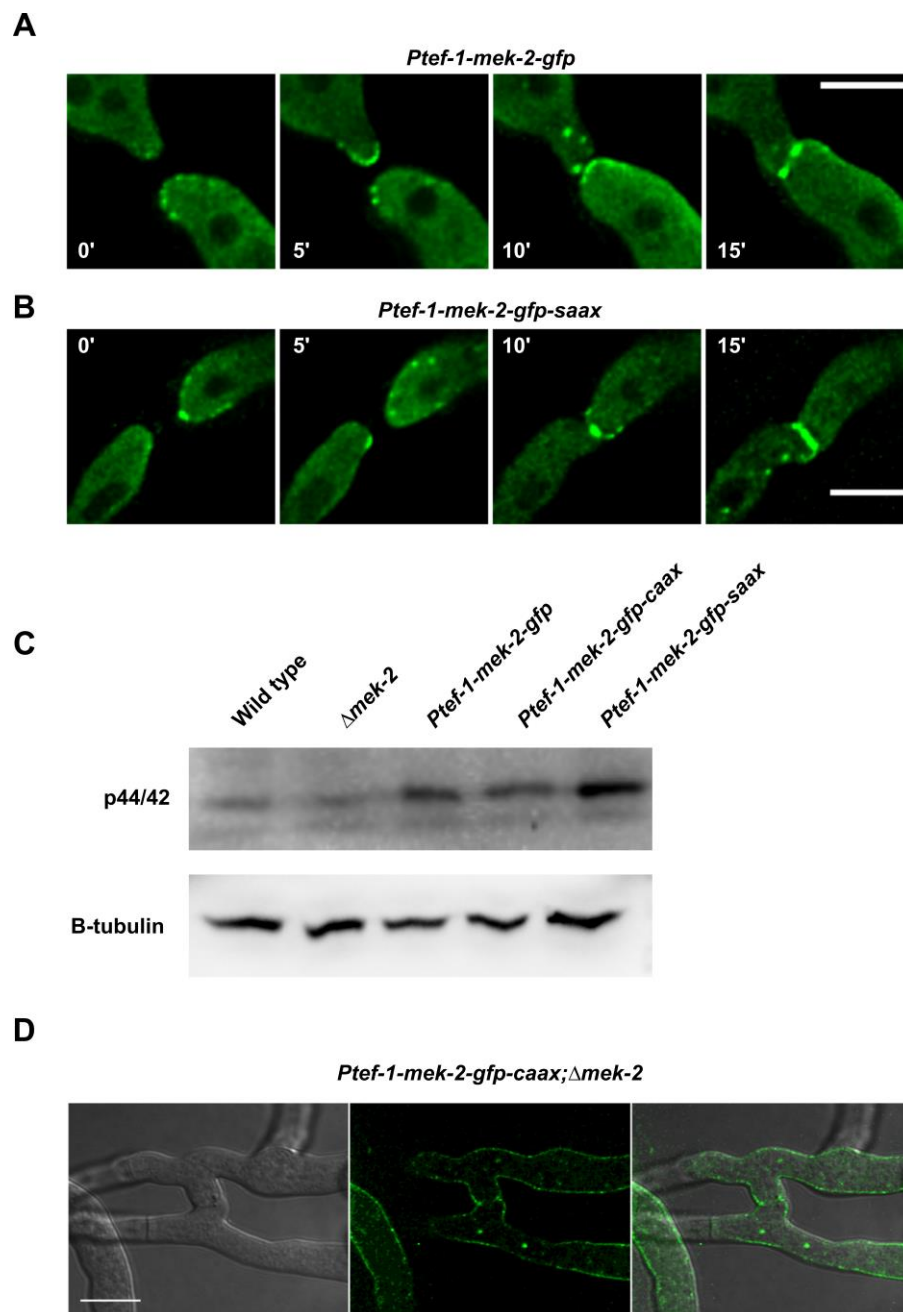 A
Ptef-1-mek-2-gfp
0' 5' 10' 15'
B
Ptef-1-mek-2-gfp-saax
0' 5' 10' 15'
C
Wild type
Δmek-2
Ptef-1-mek-2-gfp
Ptef-1-mek-2-gfp-caax
Ptef-1-mek-2-gfp-saax
p44/42
B-tubulin
D
Ptef-1-mek-2-gfp-caax;Δmek-2